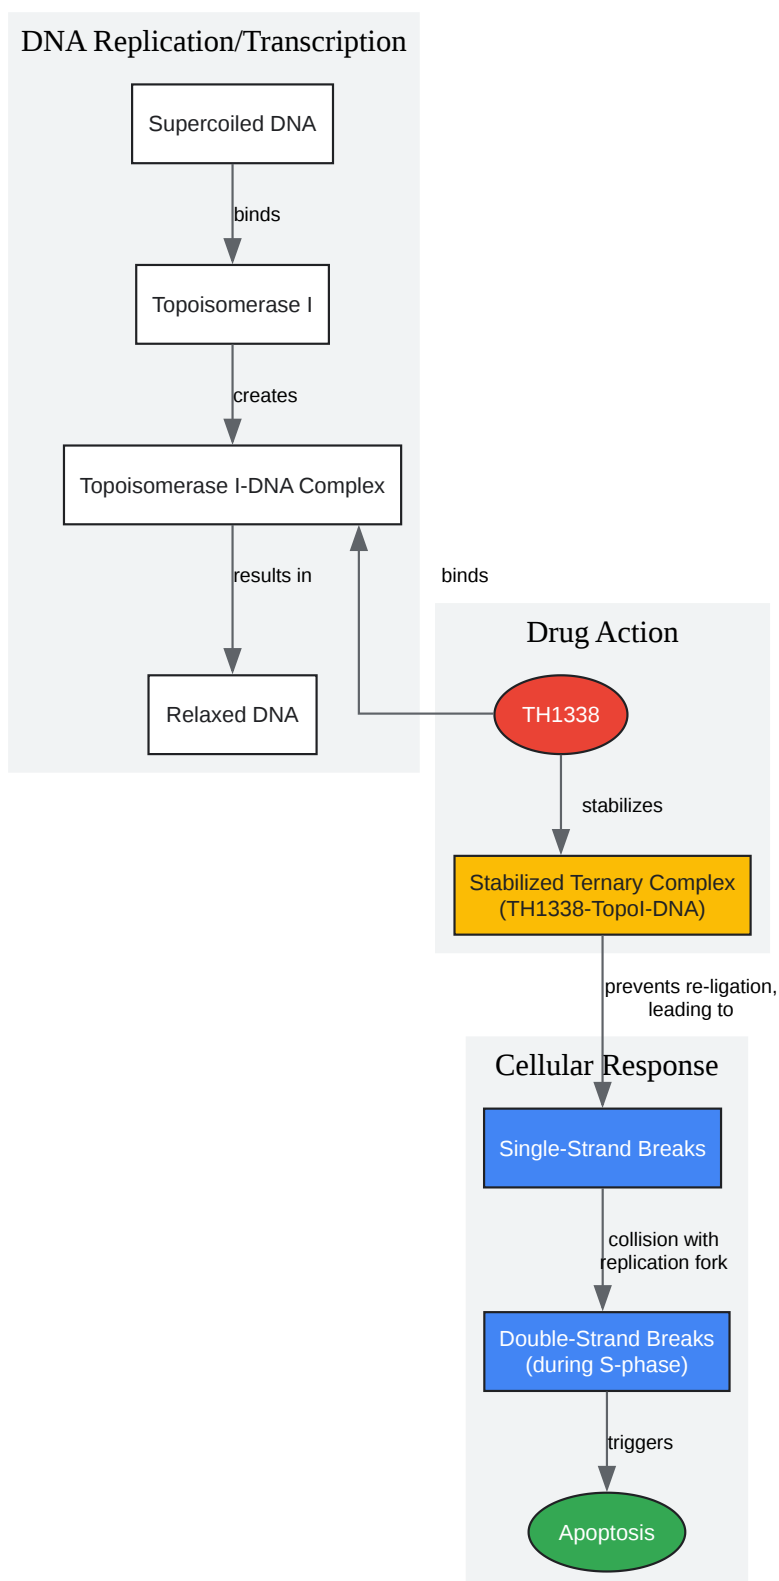 DNA Replication/Transcription
Supercoiled DNA
binds
Topoisomerase I
creates
Topoisomerase I-DNA Complex
results in
binds
Relaxed DNA
Drug Action
TH1338
stabilizes
Stabilized Ternary Complex
(TH1338-TopoI-DNA)
prevents re-ligation,
leading to
Cellular Response
Single-Strand Breaks
collision with
replication fork
Double-Strand Breaks
(during S-phase)
triggers
Apoptosis